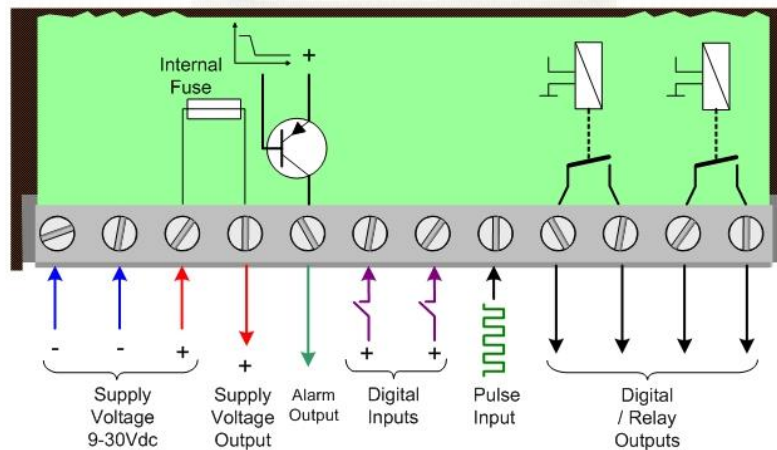 Internal
Fuse
+
- - + + + +
Supply
Voltage
9-30Vdc
Supply
Voltage
Output
Alarm
Output
Digital
Inputs
Pulse
Input
Digital
/ Relay
Outputs